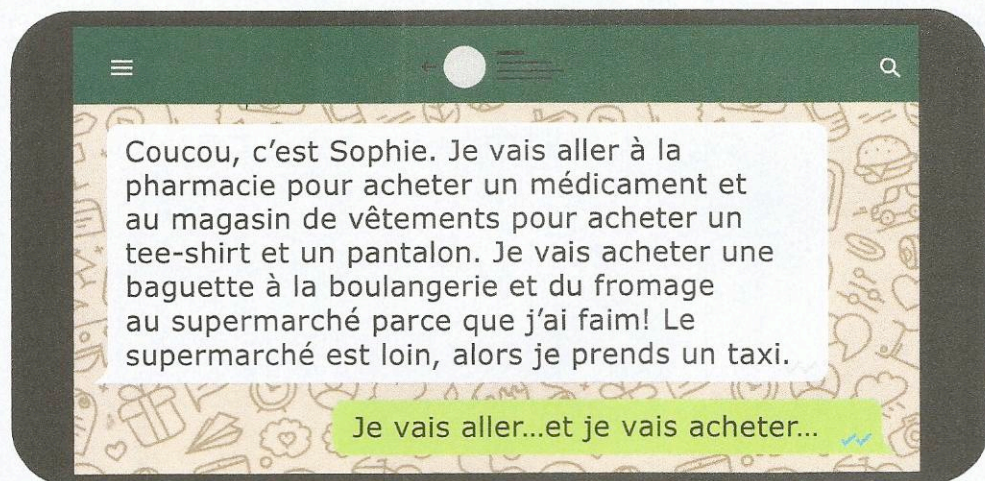 Coucou, c'est Sophie. Je vais aller à la
pharmacie pour acheter un médicament et
au magasin de vêtements pour acheter un
tee-shirt et un pantalon. Je vais acheter une
baguette à la boulangerie et du fromage
au supermarché parce que j'ai faim! Le
supermarché est loin, alors je prends un taxi.
Je vais aller...et je vais acheter...